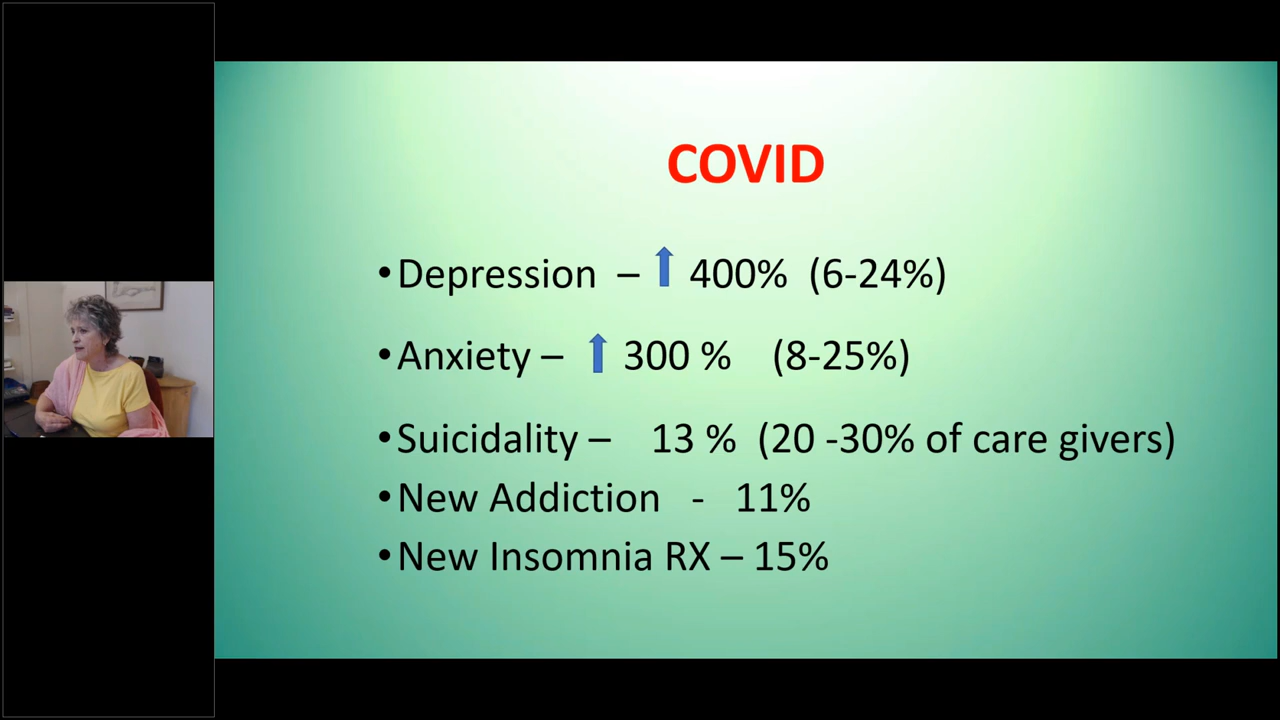 COVID
•Depression – 400% (6-24%)
•Anxiety – 300 % (8-25%)
•Suicidality – 13 % (20 -30% of care givers)
•New Addiction - 11%
•New Insomnia RX – 15%